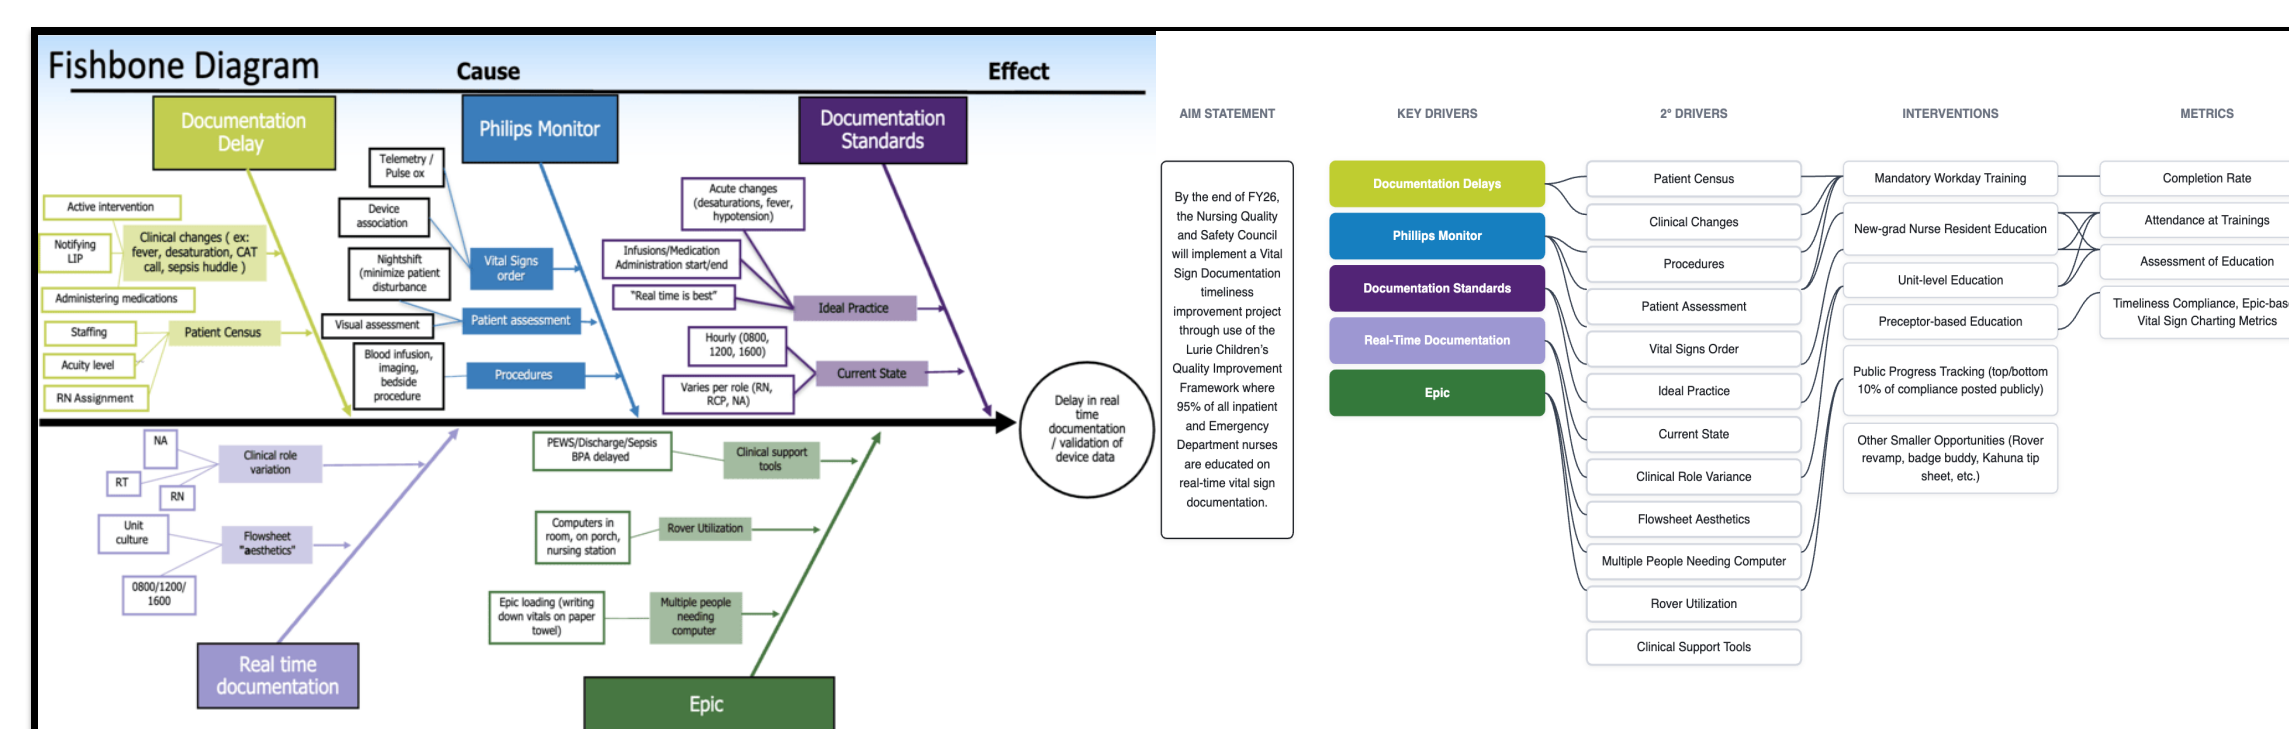 Fishbone Diagram
Cause
Effect
Documentation
Delay
Philips Monitor
Documentation
Standards
Telemetry /
Pulse ox
Device
association
Nightshift
(minimize patient
disturbance
Visual assessment
Blood infusion,
imaging,
bedside
procedure
Vital Signs
order
Patient assessment
Procedures
Active intervention
Notifying
LIP
Administering medications
Clinical changes ( ex:
fever, desaturation, CAT
call, sepsis huddle )
Staffing
Acuity level
RN Assignment
Patient Census
Acute changes
(desaturations, fever,
hypotension)
Infusions/Medication
Administration start/end
"Real time is best"
Ideal Practice
Hourly (0800,
1200, 1600)
Varies per role (RN,
RCP, NA)
Current State
Delay in real
time
documentation
/ validation of
device data
NA
RT
RN
Clinical role
variation
Unit
culture
0800/1200/
1600
Flowsheet
"aesthetics"
Real time
documentation
PEWS/Discharge/Sepsis
BPA delayed
Clinical support
tools
Computers in
room, on porch,
nursing station
Rover Utilization
Epic loading (writing
down vitals on paper
towel)
Multiple people
needing
computer
Epic
AIM STATEMENT
By the end of FY26,
the Nursing Quality
and Safety Council
will implement a Vital
Sign Documentation
timeliness
improvement project
through use of the
Lurie Children's
Quality Improvement
Framework where
95% of all inpatient
and Emergency
Department nurses
are educated on
real-time vital sign
documentation.
KEY DRIVERS
Documentation Delays
Phillips Monitor
Documentation Standards
Real-Time Documentation
Epic
2° DRIVERS
Patient Census
Clinical Changes
Procedures
Patient Assessment
Vital Signs Order
Ideal Practice
Current State
Clinical Role Variance
Flowsheet Aesthetics
Multiple People Needing Computer
Rover Utilization
Clinical Support Tools
INTERVENTIONS
Mandatory Workday Training
New-grad Nurse Resident Education
Unit-level Education
Preceptor-based Education
Public Progress Tracking (top/bottom
10% of compliance posted publicly)
Other Smaller Opportunities (Rover
revamp, badge buddy, Kahuna tip
sheet, etc.)
METRICS
Completion Rate
Attendance at Trainings
Assessment of Education
Timeliness Compliance, Epic-bas
Vital Sign Charting Metrics